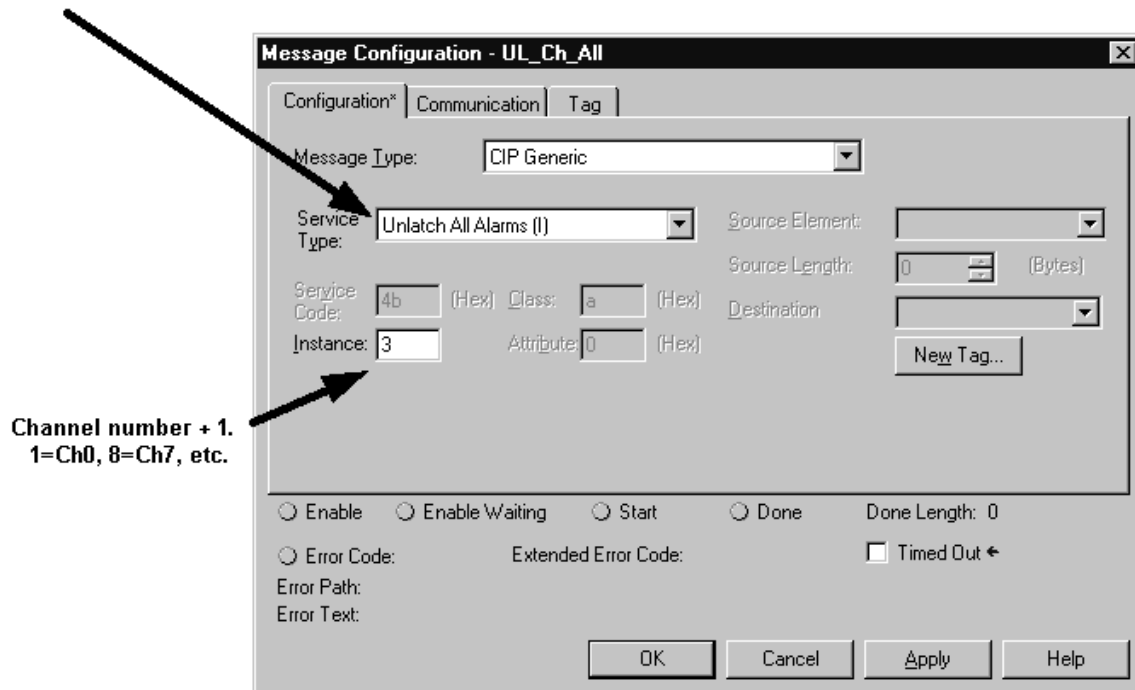 Message Configuration - UL_Ch_All
Configuration* Communication Tag
Message Type: CIP Generic
Service Type: Unlatch All Alarms (I)
Source Element:
Source Length: 0 (Bytes)
Service Code: 4b (Hex) Class: a (Hex)
Destination
Instance: 3 Attribute: 0 (Hex)
New Tag...
Channel number + 1.
1=Ch0, 8=Ch7, etc.
Enable Enable Waiting Start Done Done Length: 0
Error Code: Extended Error Code: Timed Out
Error Path:
Error Text:
OK Cancel Apply Help